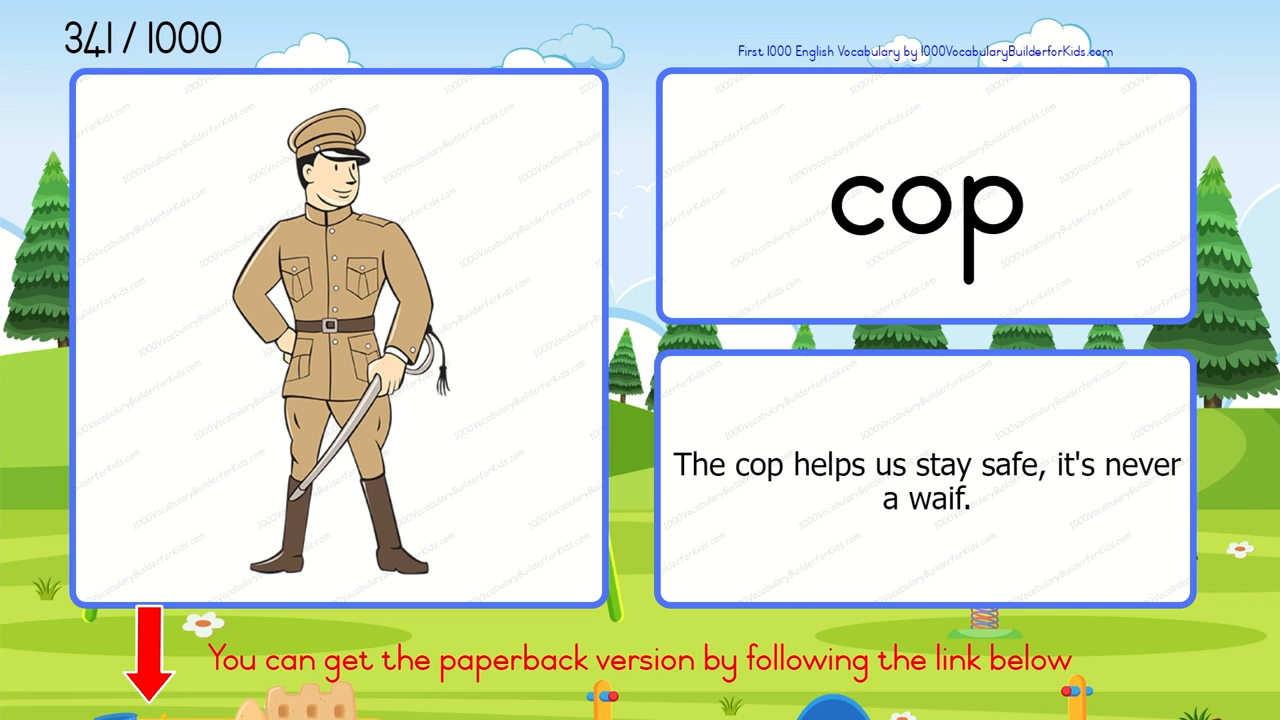 341 / 1000
First 1000 English Vocabulary by 1000VocabularyBuilderforKids.com
cop
The cop helps us stay safe, it's never
a waif.
You can get the paperback version by following the link below